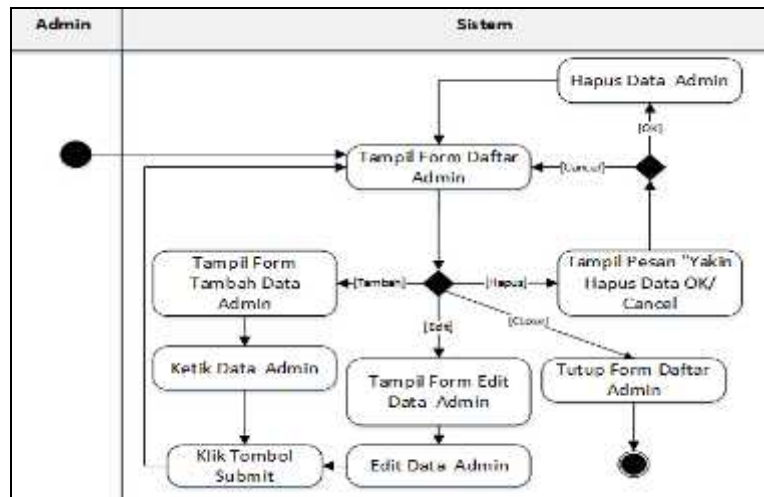 Admin
Sistem
Hapus Data Admin
[OK]
Tampil Form Daftar
Admin
[Cancel]
Tampil Form
Tambah Data
Admin
[Tambah]
[Hapus]
Tampil Pesan "Yakin
Hapus Data OK/
Cancel
[Edit]
[CLose]
Ketik Data Admin
Tampil Form Edit
Data Admin
Tutup Form Daftar
Admin
Klik Tombol
Submit
Edit Data Admin